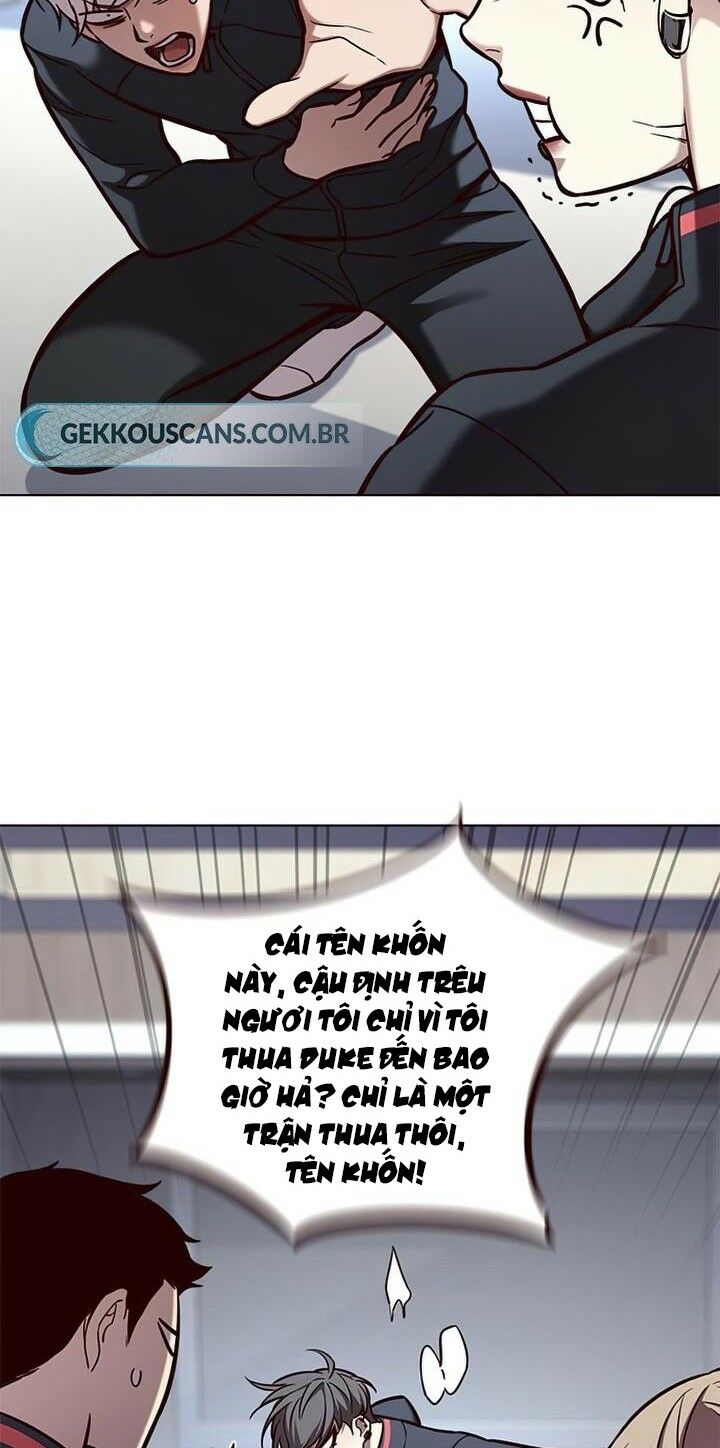 GEKKOUSCANS.COM.BR
CÁI TÊN KHỐN
NÀY, CẬU ĐỊNH TRÊU
NGƯƠI TÔI CHỈ VÌ TÔI
THUA DUKE ĐẾN BAO
GIỜ HẢ? CHỈ LÀ MỘT
TRẬN THUA THÔI,
TÊN KHỐN!